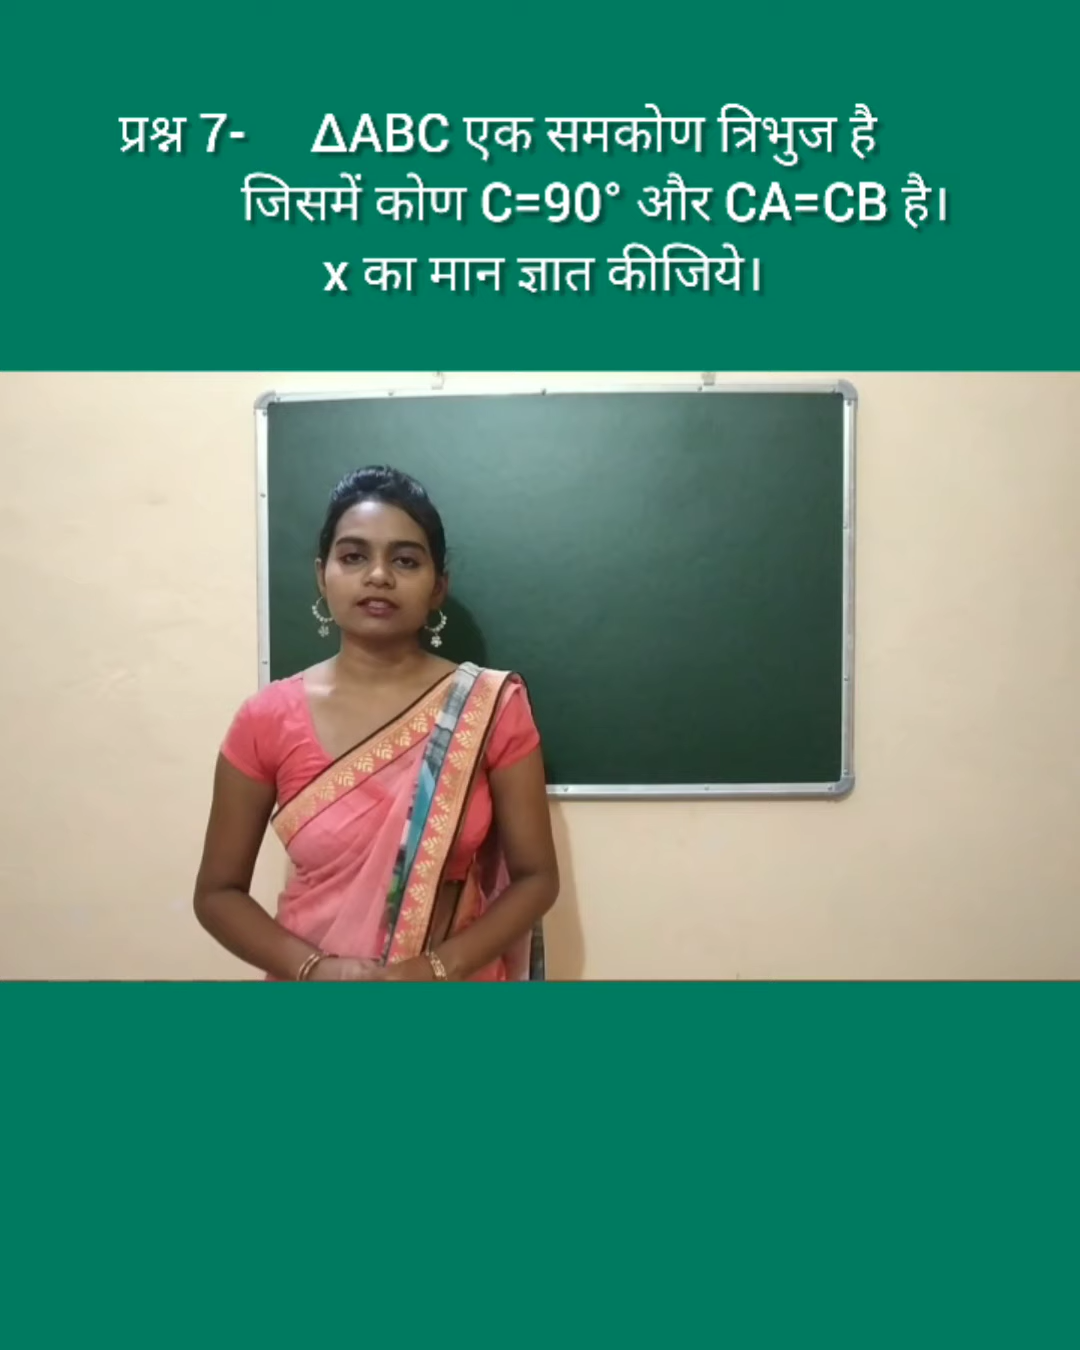 प्रश्न 7- ΔABC एक समकोण त्रिभुज है
जिसमें कोण C=90° और CA=CB है।
x का मान ज्ञात कीजिये।